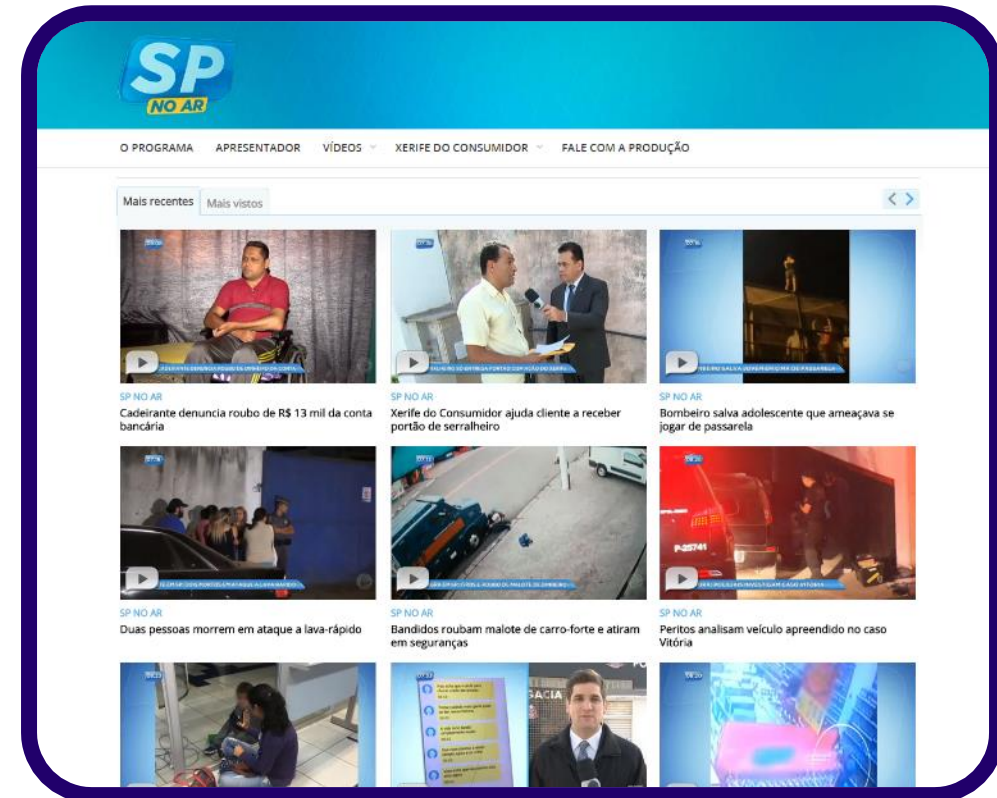 SP
NO AR
O PROGRAMA APRESENTADOR VÍDEOS XERIFE DO CONSUMIDOR FALE COM A PRODUÇÃO
Mais recentes Mais vistos
SP NO AR
Cadeirante denuncia roubo de R$ 13 mil da conta
bancária
SP NO AR
Xerife do Consumidor ajuda cliente a receber
portão de serralheiro
SP NO AR
Bombeiro salva adolescente que ameaçava se
jogar de passarela
P-25741
SP NO AR
Duas pessoas morrem em ataque a lava-rápido
SP NO AR
Bandidos roubam malote de carro-forte e atiram
em seguranças
SP NO AR
Peritos analisam veículo apreendido no caso
Vitória